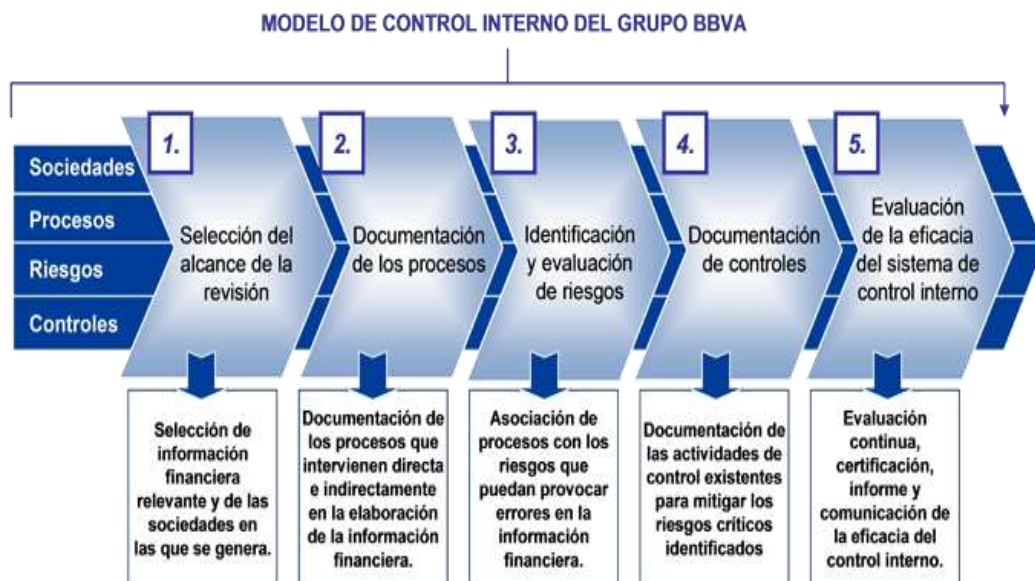 MODELO DE CONTROL INTERNO DEL GRUPO BBVA
Sociedades
Procesos
Riesgos
Controles
1.
Selección del
alcance de la
revisión
2.
Documentación
de los procesos
3.
Identificación
y evaluación
de riesgos
4.
Documentación
de controles
5.
Evaluación
de la eficacia
del sistema de
control interno
Selección de
información
financiera
relevante y de las
sociedades en
las que se genera.
Documentación de
los procesos que
intervienen directa
e indirectamente
en la elaboración
de la información
financiera.
Asociación de
procesos con los
riesgos que
puedan provocar
errores en la
información
financiera.
Documentación de
las actividades de
control existentes
para mitigar los
riesgos críticos
identificados
Evaluación
continua,
certificación,
informe y
comunicación de
la eficacia del
control interno.